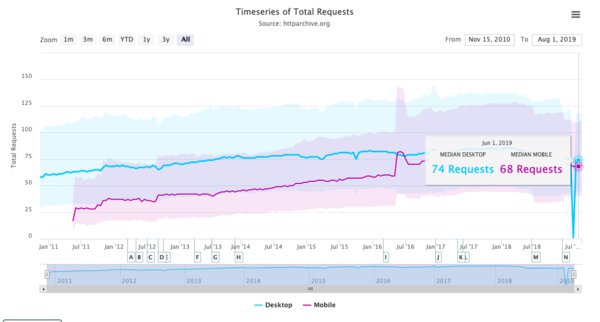 Timeseries of Total Requests
Source: httparchive.org
Zoom 1m 3m 6m YTD 1y 3y All From Nov 15, 2010 To Aug 1, 2019
Total Requests
150
125
100
75
50
25
0
Jun 1, 2019
MEDIAN DESKTOP MEDIAN MOBILE
74 Requests 68 Requests
Jan '11 Jul '11 Jan '12 Jul '12 Jan '13 Jul '13 Jan '14 Jul '14 Jan '15 Jul '15 Jan '16 Jul '16 Jan '17 Jul '17 Jan '18 Jul '18 Jul '...
A B C D E F G H I J K L M N
2011 2012 2013 2014 2015 2016 2017 2018 2019
Desktop Mobile